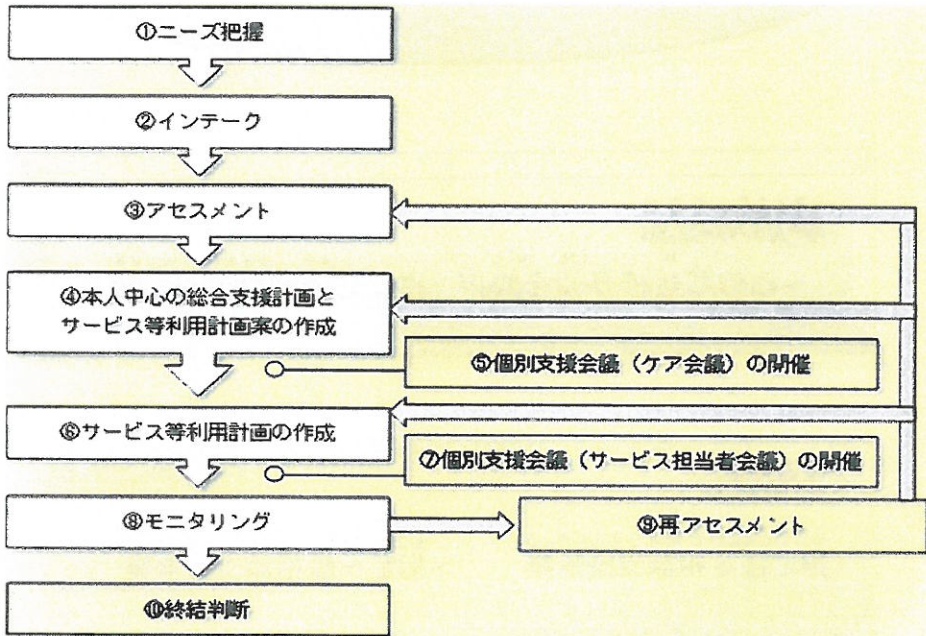 ①ニーズ把握
②インテーク
③アセスメント
④本人中心の総合支援計画と
サービス等利用計画案の作成
⑤個別支援会議（ケア会議）の開催
⑥サービス等利用計画の作成
⑦個別支援会議（サービス担当者会議）の開催
⑧モニタリング
⑨再アセスメント
⑩終結判断